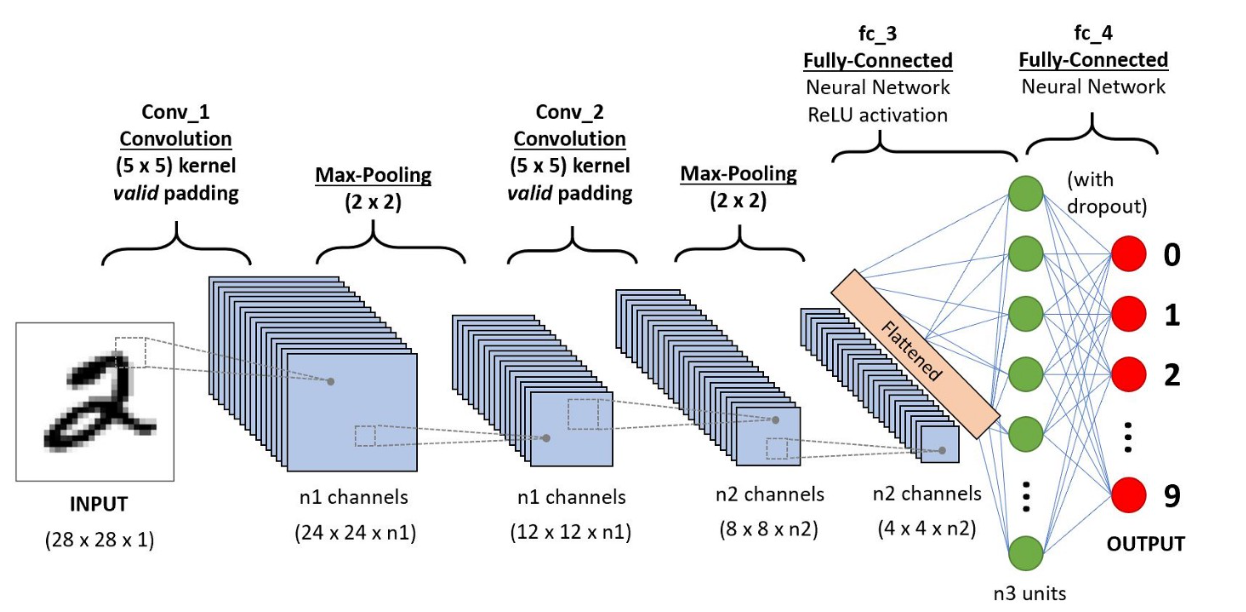 fc_3
Fully-Connected
Neural Network
ReLU activation
fc_4
Fully-Connected
Neural Network
Conv_1
Convolution
(5 x 5) kernel
valid padding
Max-Pooling
(2 x 2)
Conv_2
Convolution
(5 x 5) kernel
valid padding
Max-Pooling
(2 x 2)
(with
dropout)
Flattened
0
1
2
9
INPUT
(28 x 28 x 1)
n1 channels
(24 x 24 x n1)
n1 channels
(12 x 12 x n1)
n2 channels
(8 x 8 x n2)
n2 channels
(4 x 4 x n2)
OUTPUT
n3 units